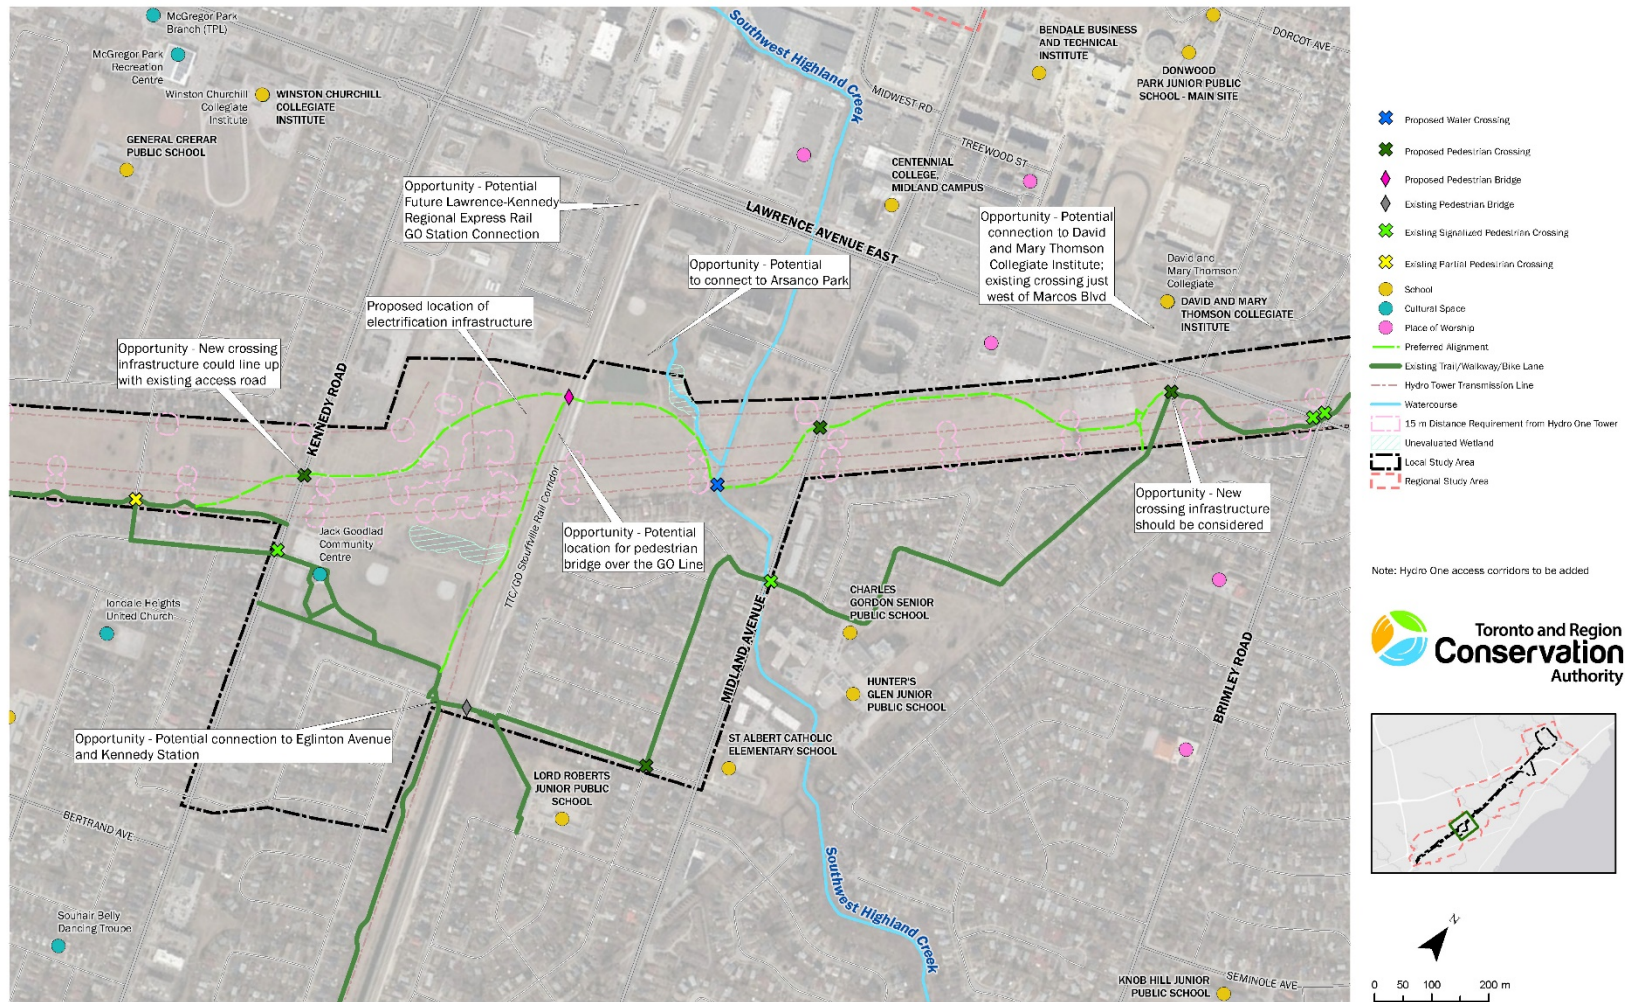 McGregor Park
Branch (TPL)
McGregor Park
Recreation
Centre
Winston Churchill
Collegiate
Institute
WINSTON CHURCHILL
COLLEGIATE
INSTITUTE
GENERAL CRERAR
PUBLIC SCHOOL
Southwest Highland Creek
MIDWEST RD
BENDALE BUSINESS
AND TECHNICAL
INSTITUTE
DORCOT AVE
DONWOOD
PARK JUNIOR PUBLIC
SCHOOL - MAIN SITE
TREEWOOD ST
CENTENNIAL
COLLEGE,
MIDLAND CAMPUS
LAWRENCE AVENUE EAST
Opportunity - Potential
Future Lawrence-Kennedy
Regional Express Rail
GO Station Connection
Opportunity - Potential
connection to David
and Mary Thomson
Collegiate Institute;
existing crossing just
west of Marcos Blvd
David and
Mary Thomson
Collegiate
DAVID AND MARY
THOMSON COLLEGIATE
INSTITUTE
Opportunity - Potential
to connect to Arsanco Park
Proposed location of
electrification infrastructure
Opportunity - New crossing
infrastructure could line up
with existing access road
KENNEDY ROAD
Opportunity - New
crossing infrastructure
should be considered
Opportunity - Potential
location for pedestrian
bridge over the GO Line
TTC/GO Stouffville Rail Corridor
Jack Goodlad
Community
Centre
Iondale Heights
United Church
MIDLAND AVENUE
CHARLES
GORDON SENIOR
PUBLIC SCHOOL
BRIMLEY ROAD
HUNTER'S
GLEN JUNIOR
PUBLIC SCHOOL
ST ALBERT CATHOLIC
ELEMENTARY SCHOOL
Opportunity - Potential connection to Eglinton Avenue
and Kennedy Station
LORD ROBERTS
JUNIOR PUBLIC
SCHOOL
BERTRAND AVE
Southwest Highland Creek
Souhair Belly
Dancing Troupe
KNOB HILL JUNIOR
PUBLIC SCHOOL
SEMINOLE AVE
Proposed Water Crossing
Proposed Pedestrian Crossing
Proposed Pedestrian Bridge
Existing Pedestrian Bridge
Existing Signalized Pedestrian Crossing
Existing Partial Pedestrian Crossing
School
Cultural Space
Place of Worship
Preferred Alignment
Existing Trail/Walkway/Bike Lane
Hydro Tower Transmission Line
Watercourse
15 m Distance Requirement from Hydro One Tower
Unevaluated Wetland
Local Study Area
Regional Study Area
Note: Hydro One access corridors to be added
Toronto and Region
Conservation
Authority
N
0 50 100 200 m